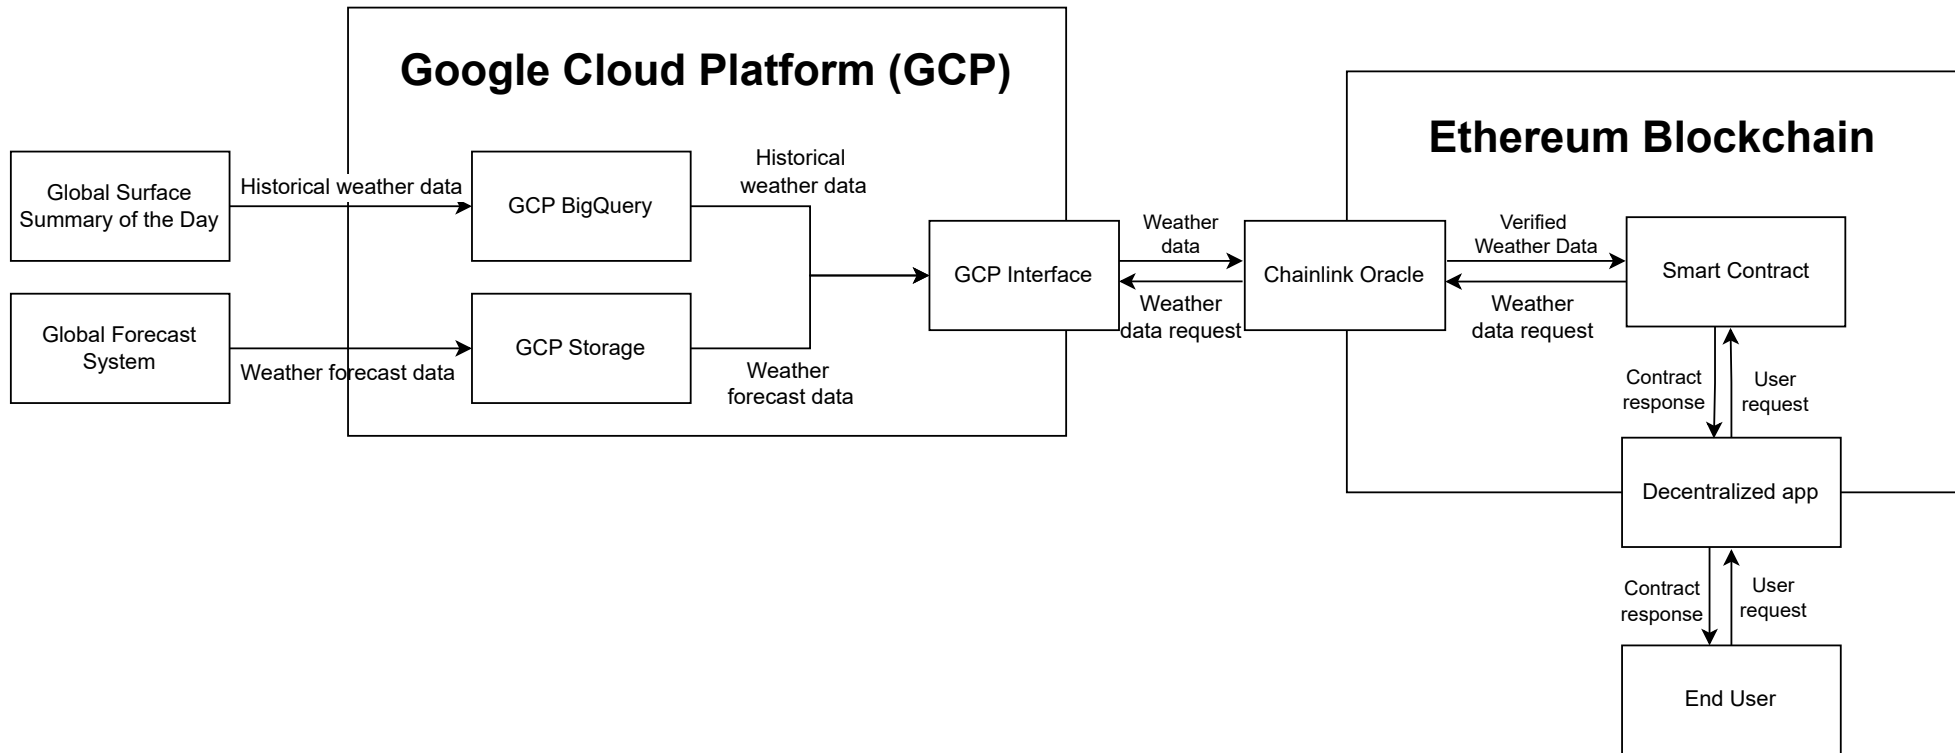 Google Cloud Platform (GCP)
Ethereum Blockchain
Global Surface
Summary of the Day
Historical weather data
GCP BigQuery
Historical
weather data
Global Forecast
System
Weather forecast data
GCP Storage
Weather
forecast data
GCP Interface
Weather
data
Weather
data request
Chainlink Oracle
Verified
Weather Data
Weather
data request
Smart Contract
Contract
response
User
request
Decentralized app
Contract
response
User
request
End User